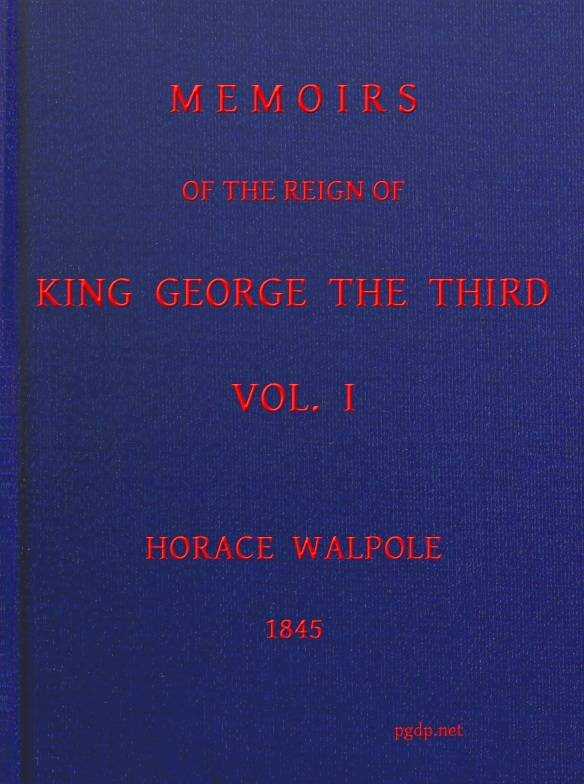 MEMOIRS
OF THE REIGN OF
KING GEORGE THE THIRD
VOL. I
HORACE WALPOLE
1845
pgdp.net